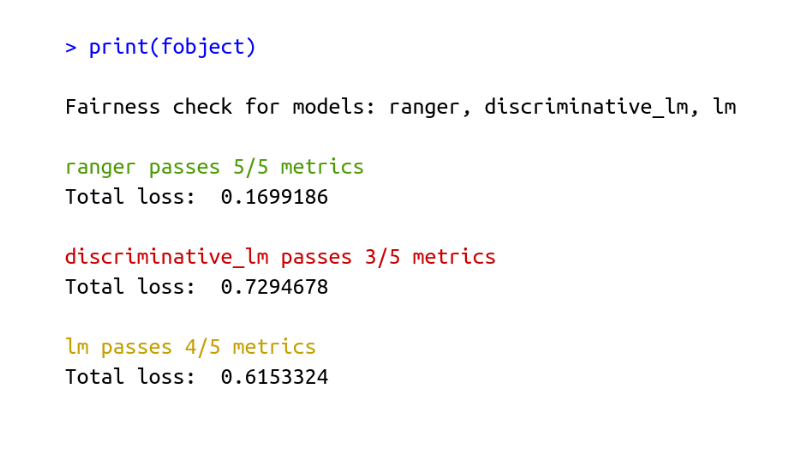 > print(fobject)
Fairness check for models: ranger, discriminative_lm, lm
ranger passes 5/5 metrics
Total loss:  0.1699186
discriminative_lm passes 3/5 metrics
Total loss:  0.7294678
lm passes 4/5 metrics
Total loss:  0.6153324